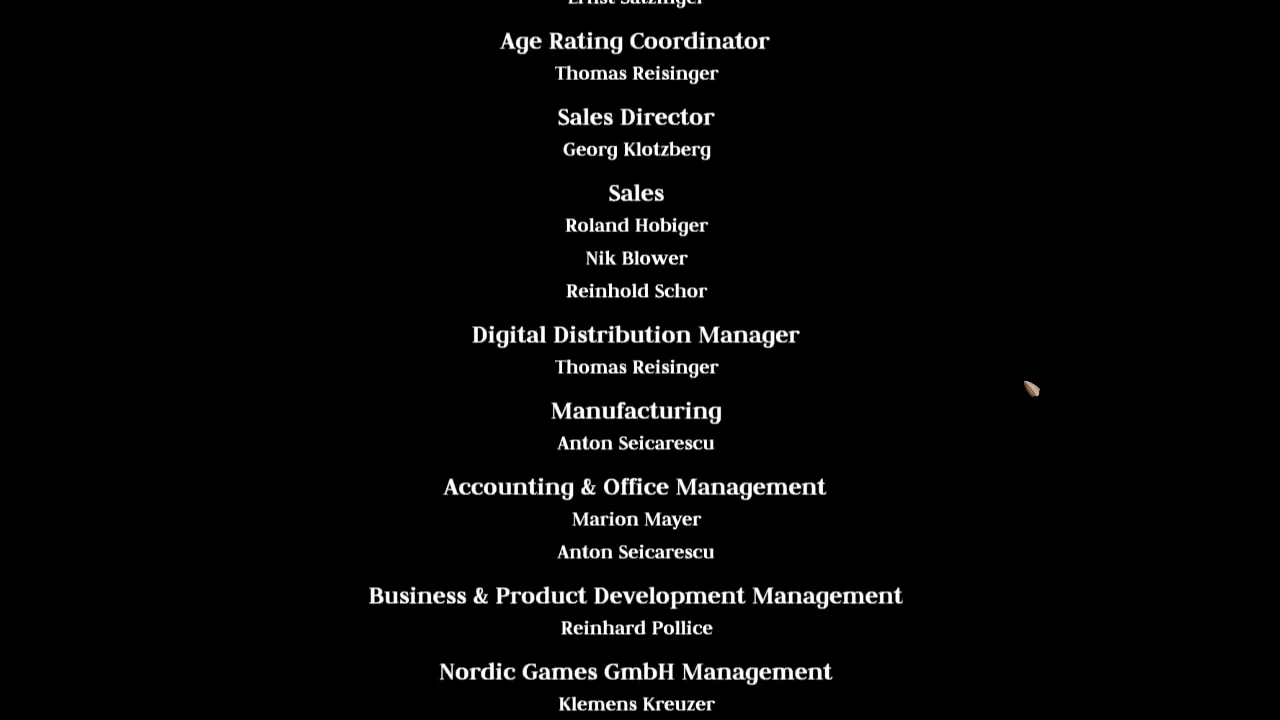 Age Rating Coordinator
Thomas Reisinger
Sales Director
Georg Klotzberg
Sales
Roland Hobiger
Nik Blower
Reinhold Schor
Digital Distribution Manager
Thomas Reisinger
Manufacturing
Anton Seicarescu
Accounting & Office Management
Marion Mayer
Anton Seicarescu
Business & Product Development Management
Reinhard Pollice
Nordic Games GmbH Management
Klemens Kreuzer